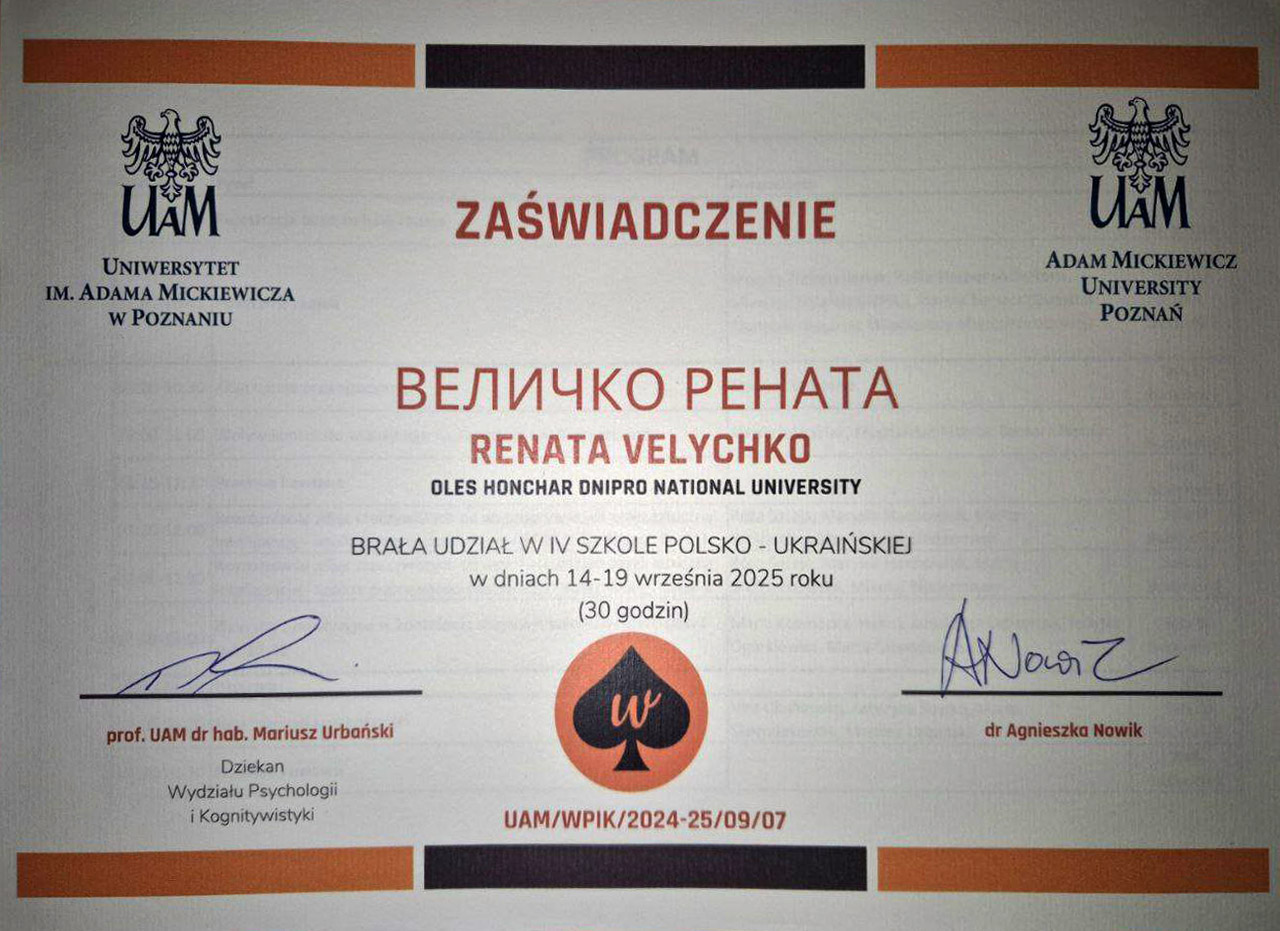 UAM
UNIWERSYTET
IM. ADAMA MICKIEWICZA
W POZNANIU
ZAŚWIADCZENIE
UAM
ADAM MICKIEWICZ
UNIVERSITY
POZNAŃ
ВЕЛИЧКО РЕНАТА
RENATA VELYCHKO
OLES HONCHAR DNIPRO NATIONAL UNIVERSITY
BRAŁA UDZIAŁ W IV SZKOLE POLSKO - UKRAIŃSKIEJ
w dniach 14-19 września 2025 roku
(30 godzin)
prof. UAM dr hab. Mariusz Urbański
Dziekan
Wydziału Psychologii
i Kognitywistyki
w
ANowik
dr Agnieszka Nowik
UAM/WPIK/2024-25/09/07